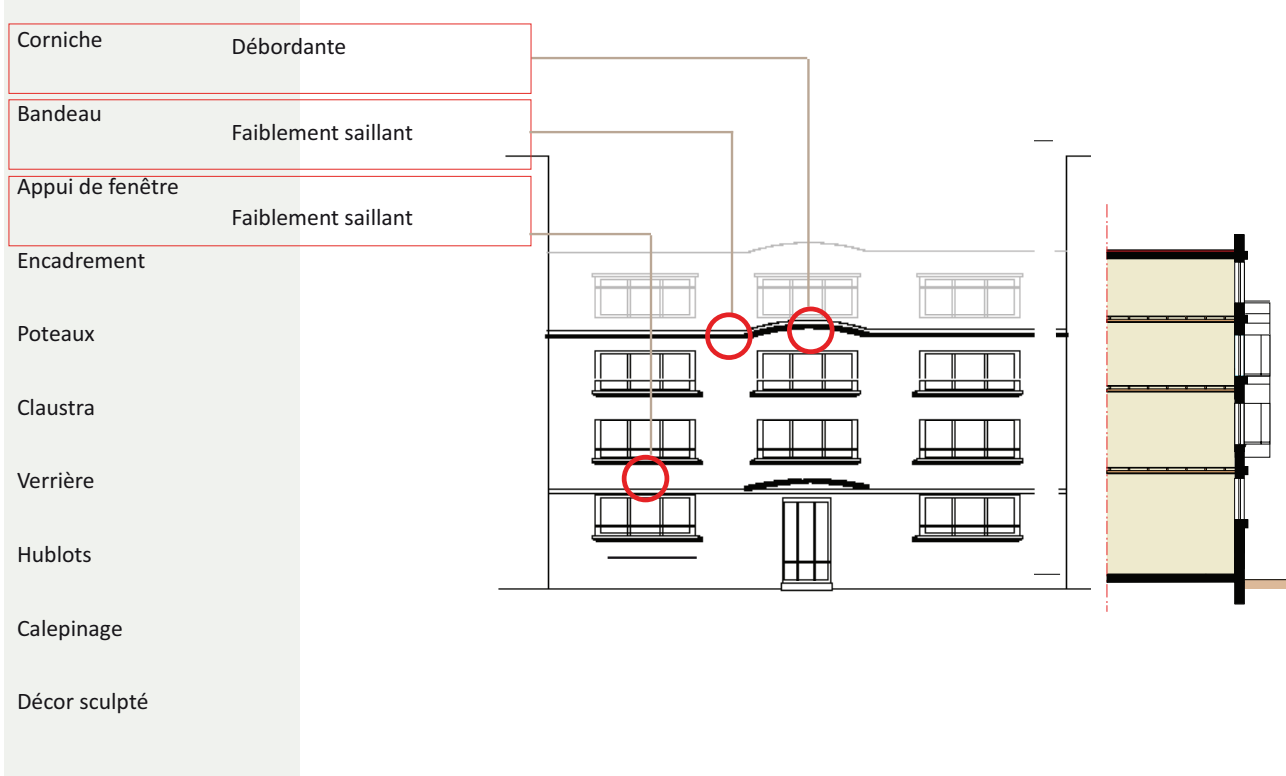 Corniche
Débordante
Bandeau
Faiblement saillant
Appui de fenêtre
Faiblement saillant
Encadrement
Poteaux
Claustra
Verrière
Hublots
Calepinage
Décor sculpté